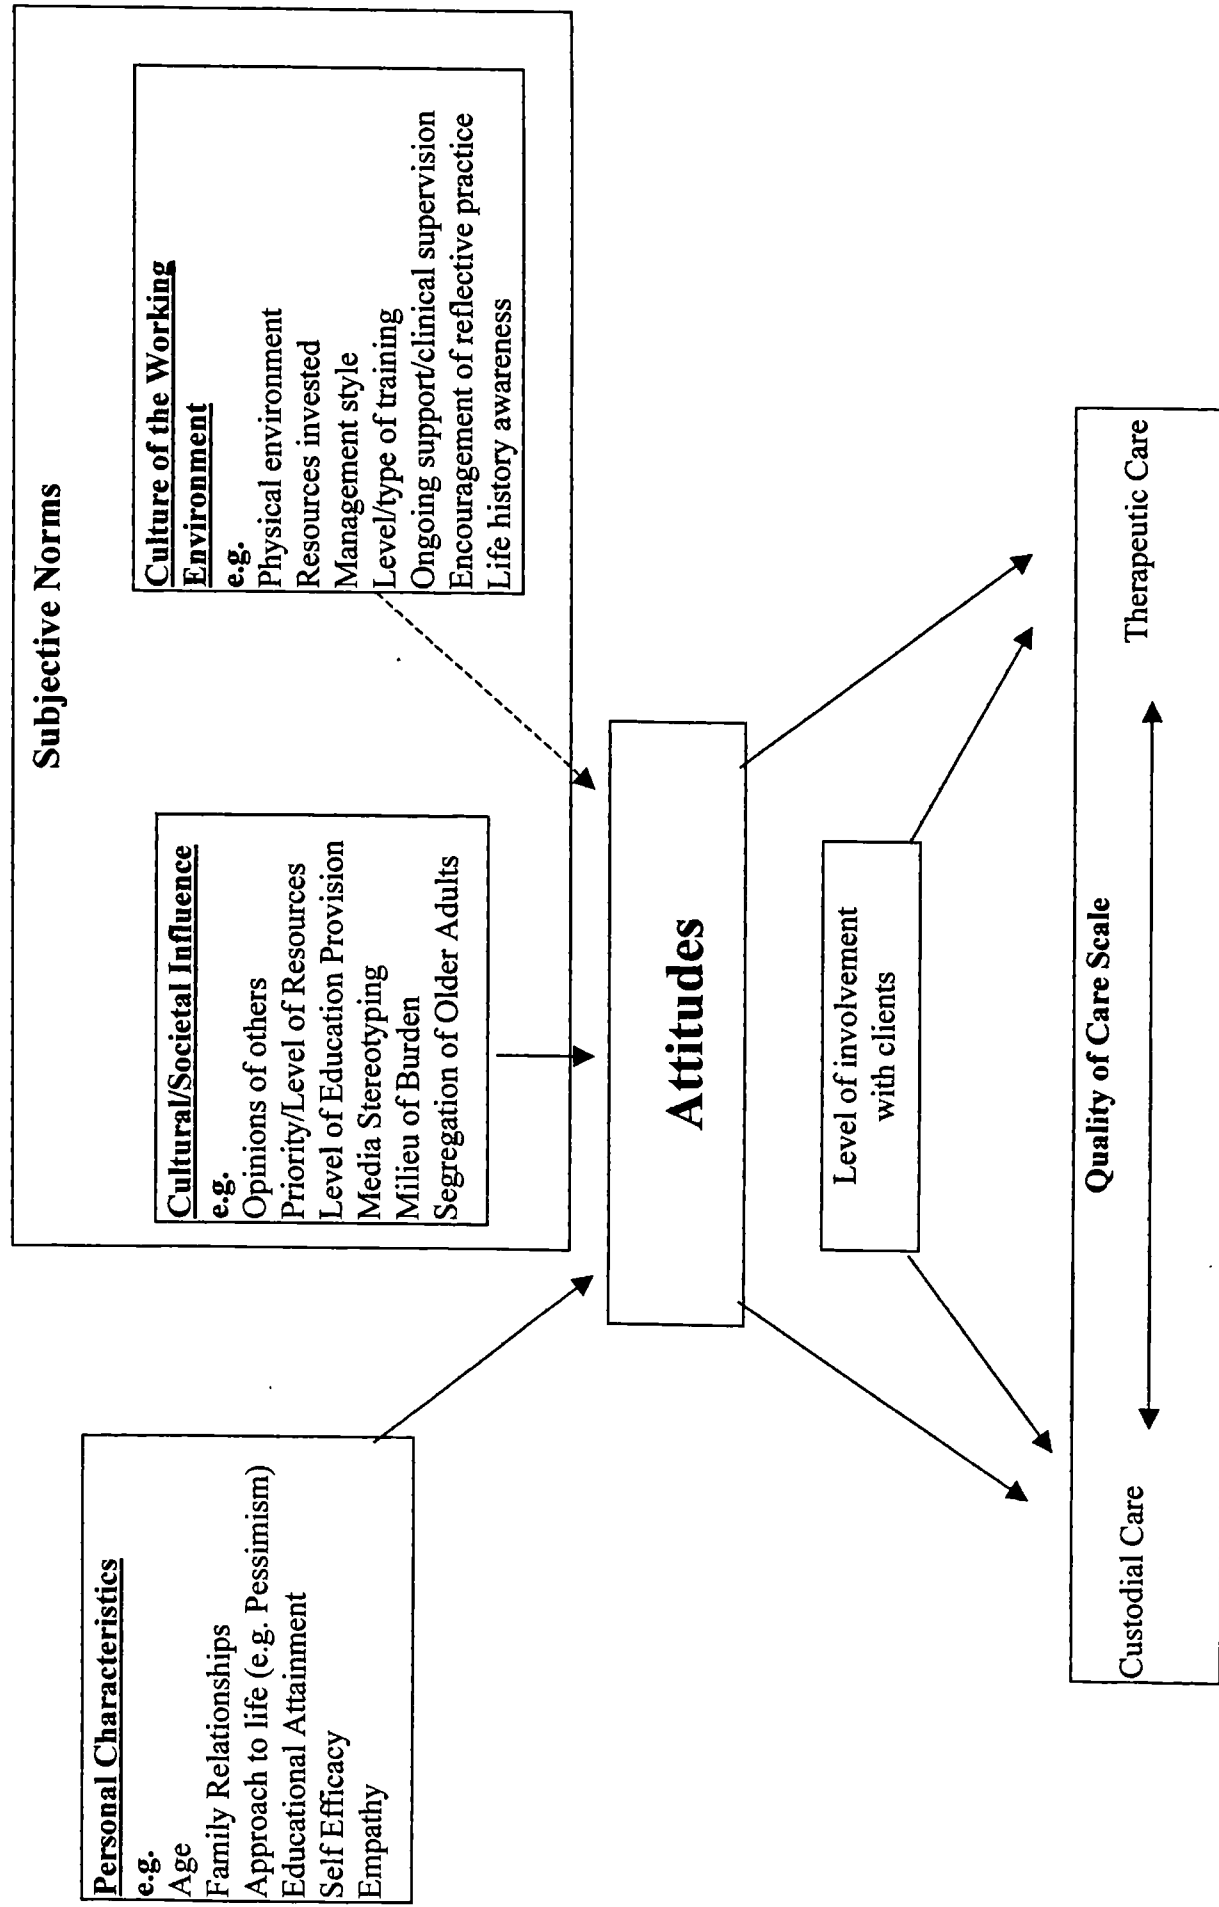 Subjective Norms
Personal Characteristics
e.g.
Age
Family Relationships
Approach to life (e.g. Pessimism)
Educational Attainment
Self Efficacy
Empathy
Cultural/Societal Influence
e.g.
Opinions of others
Priority/Level of Resources
Level of Education Provision
Media Stereotyping
Milieu of Burden
Segregation of Older Adults
Culture of the Working
Environment
e.g.
Physical environment
Resources invested
Management style
Level/type of training
Ongoing support/clinical supervision
Encouragement of reflective practice
Life history awareness
Attitudes
Level of involvement
with clients
Quality of Care Scale
Custodial Care
Therapeutic Care